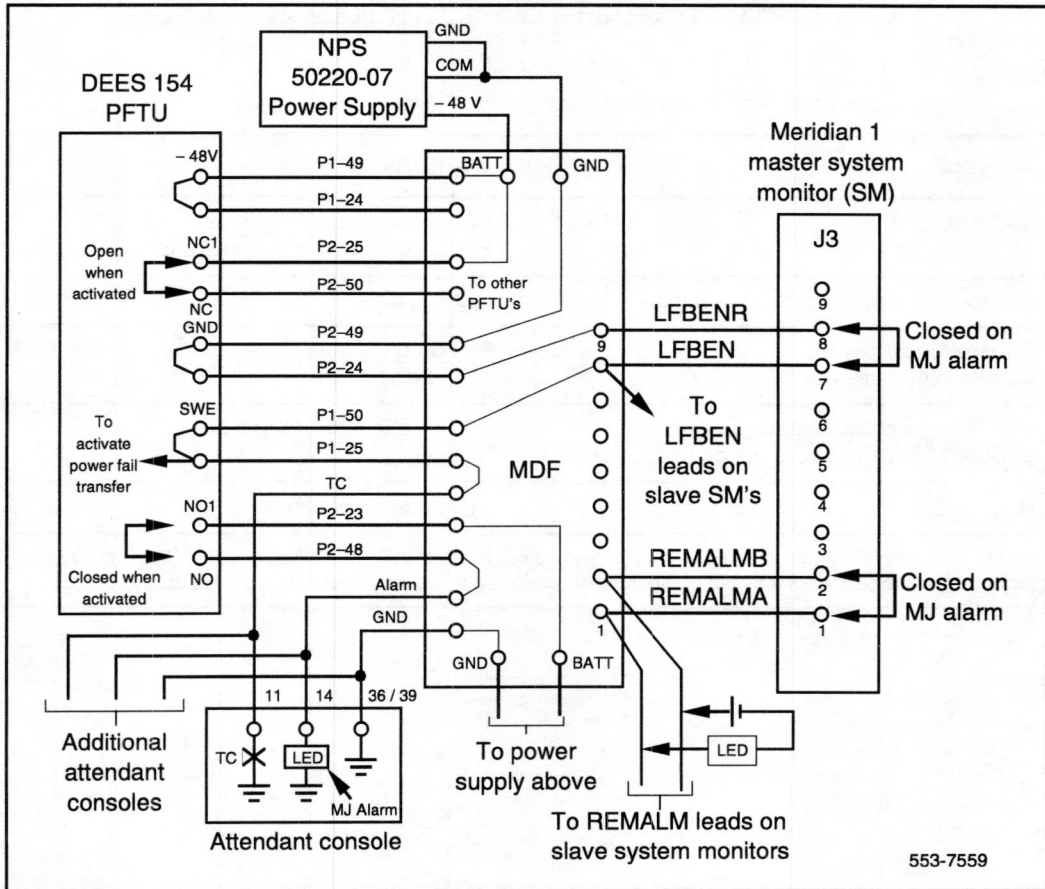 NPS
50220-07
Power Supply
GND
COM
– 48 V
DEES 154
PFTU
– 48V
P1–49
P1–24
NC1
P2–25
Open
when
activated
P2–50
NC
GND
P2–49
P2–24
SWE
P1–50
To
activate
power fail
transfer
P1–25
TC
NO1
P2–23
P2–48
NO
Closed when
activated
Alarm
GND
BATT
GND
To other
PFTU's
MDF
9
1
GND
BATT
To power
supply above
Meridian 1
master system
monitor (SM)
J3
9
8
7
6
5
4
3
2
1
LFBENR
LFBEN
To
LFBEN
leads on
slave SM's
REMALMB
REMALMA
Closed on
MJ alarm
Closed on
MJ alarm
LED
To REMALM leads on
slave system monitors
Additional
attendant
consoles
11
14
36 / 39
TC
LED
MJ Alarm
Attendant console
553-7559